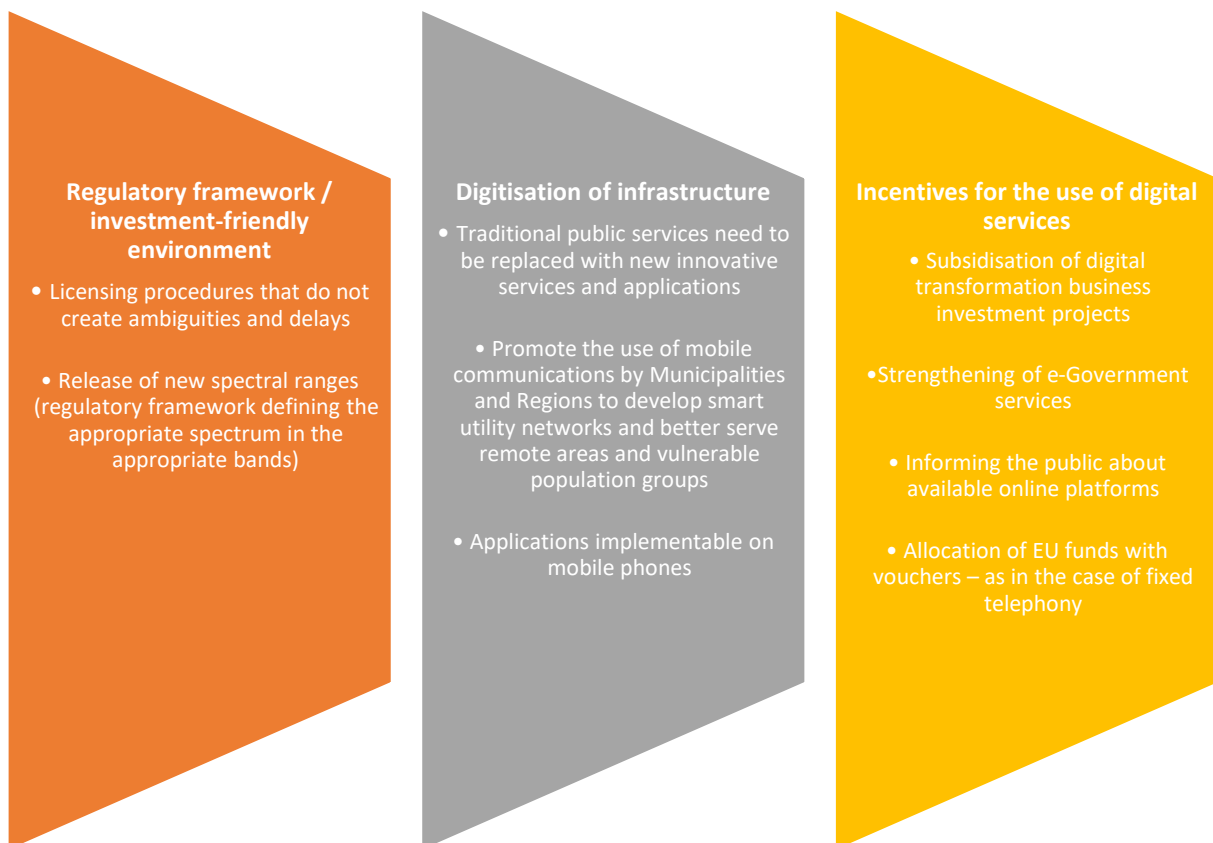 Regulatory framework /
investment-friendly
environment
• Licensing procedures that do not
create ambiguities and delays
• Release of new spectral ranges
(regulatory framework defining the
appropriate spectrum in the
appropriate bands)
Digitisation of infrastructure
• Traditional public services need to
be replaced with new innovative
services and applications
• Promote the use of mobile
communications by Municipalities
and Regions to develop smart
utility networks and better serve
remote areas and vulnerable
population groups
• Applications implementable on
mobile phones
Incentives for the use of digital
services
• Subsidisation of digital
transformation business
investment projects
•Strengthening of e-Government
services
• Informing the public about
available online platforms
• Allocation of EU funds with
vouchers – as in the case of fixed
telephony